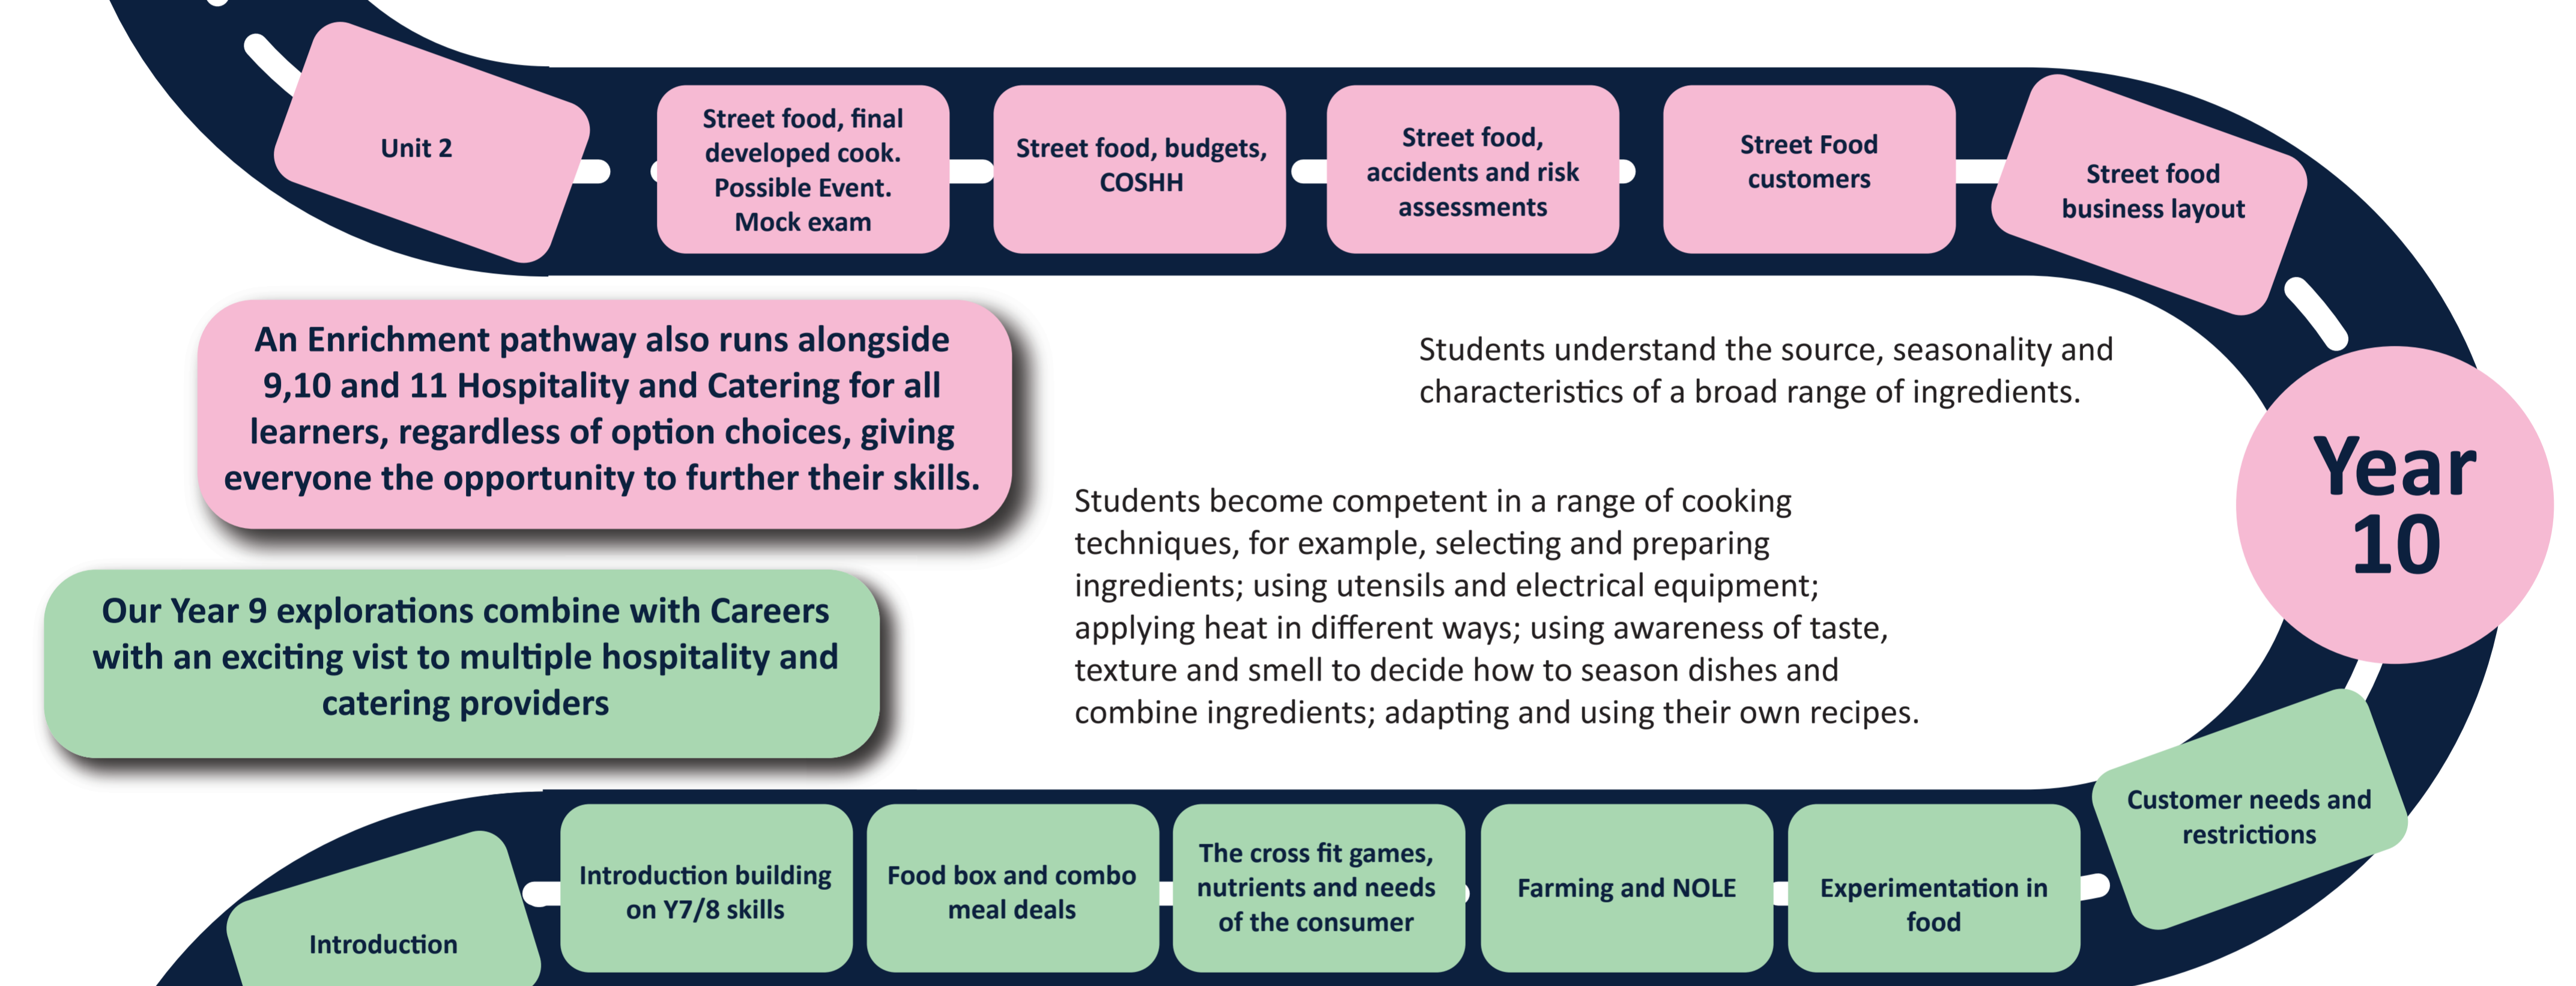 Unit 2
Street food, final
developed cook.
Possible Event.
Mock exam
Street food, budgets,
COSHH
Street food,
accidents and risk
assessments
Street Food
customers
Street food
business layout
An Enrichment pathway also runs alongside
9,10 and 11 Hospitality and Catering for all
learners, regardless of option choices, giving
everyone the opportunity to further their skills.
Students understand the source, seasonality and
characteristics of a broad range of ingredients.
Year
10
Students become competent in a range of cooking
techniques, for example, selecting and preparing
ingredients; using utensils and electrical equipment;
applying heat in different ways; using awareness of taste,
texture and smell to decide how to season dishes and
combine ingredients; adapting and using their own recipes.
Our Year 9 explorations combine with Careers
with an exciting vist to multiple hospitality and
catering providers
Introduction
Introduction building
on Y7/8 skills
Food box and combo
meal deals
The cross fit games,
nutrients and needs
of the consumer
Farming and NOLE
Experimentation in
food
Customer needs and
restrictions